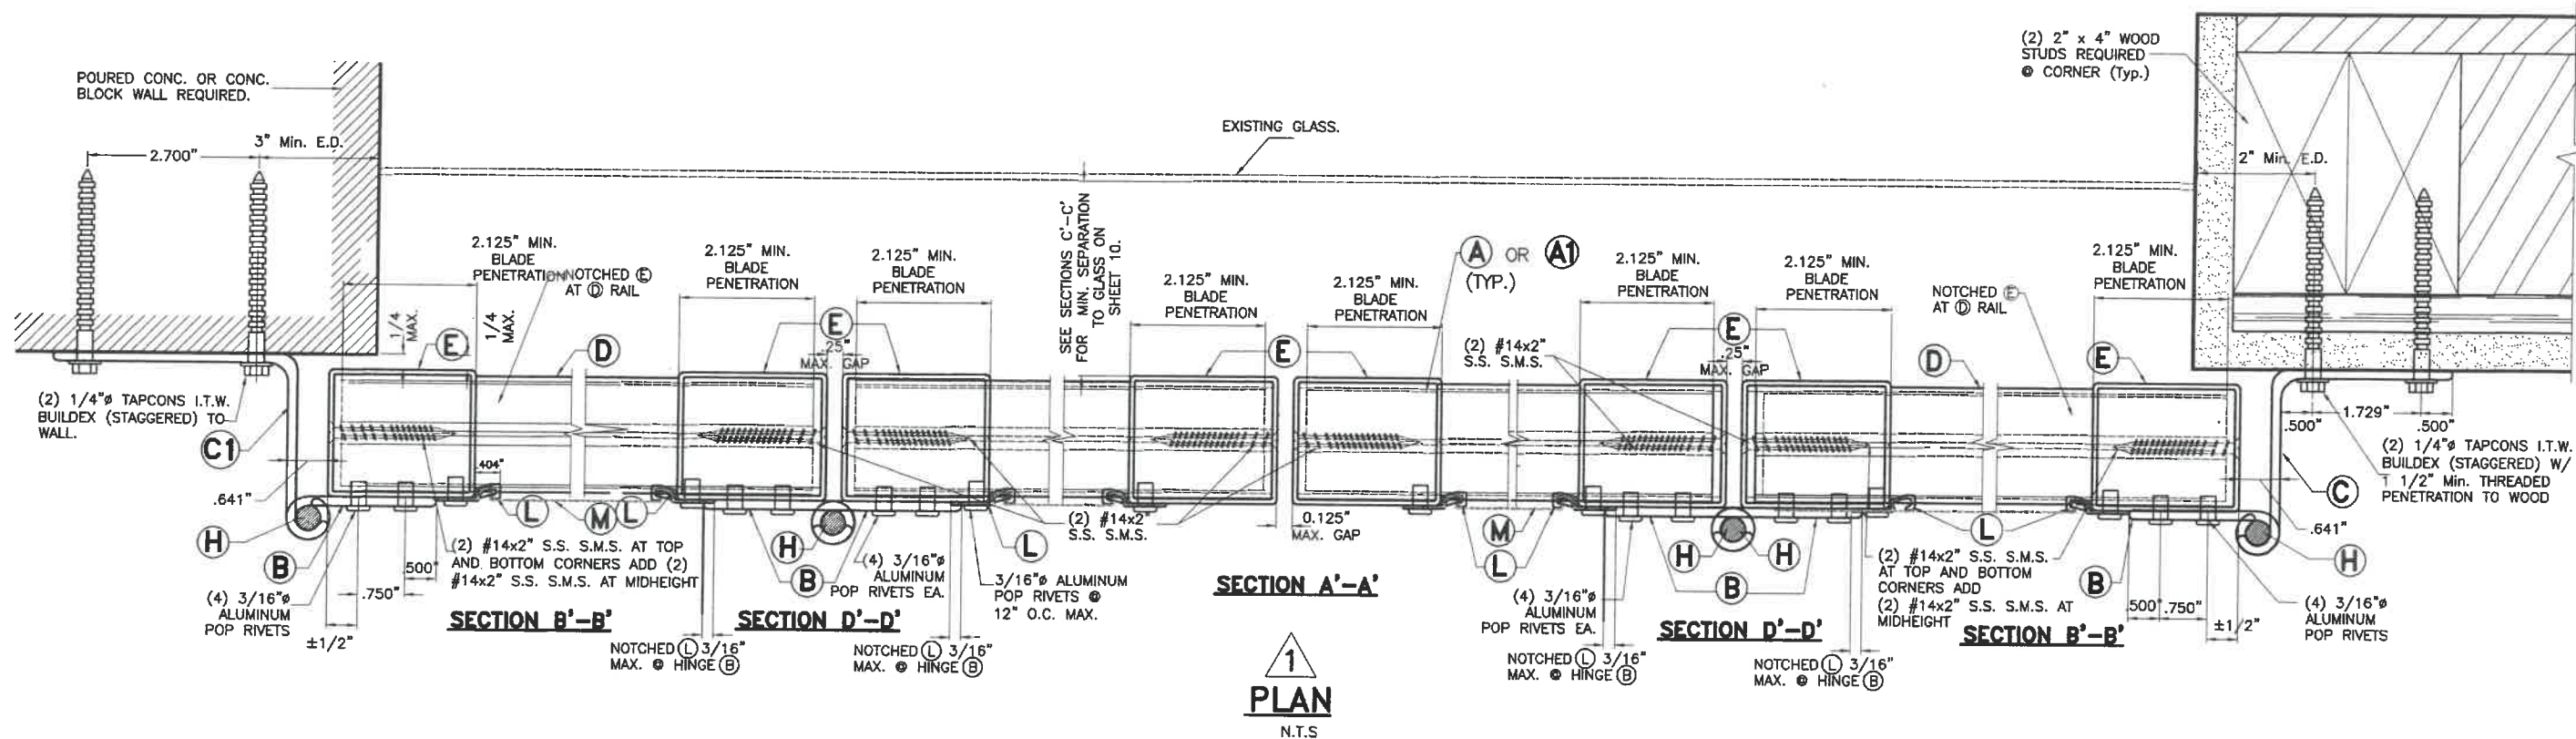 POURED CONC. OR CONC.
BLOCK WALL REQUIRED.
2.700"
3" Min. E.D.
EXISTING GLASS.
(2) 2" x 4" WOOD
STUDS REQUIRED
@ CORNER (Typ.)
2" Min. E.D.
2.125" MIN.
BLADE
PENETRATION
NOTCHED E
AT D RAIL
1/4
MAX.
1/4
MAX.
2.125" MIN.
BLADE
PENETRATION
2.125" MIN.
BLADE
PENETRATION
SEE SECTIONS C'-C'
FOR MIN. SEPARATION
TO GLASS ON
SHEET 10.
2.125" MIN.
BLADE
PENETRATION
2.125" MIN.
BLADE
PENETRATION
A OR A1
(TYP.)
2.125" MIN.
BLADE
PENETRATION
2.125" MIN.
BLADE
PENETRATION
NOTCHED E
AT D RAIL
2.125" MIN.
BLADE
PENETRATION
E
D
E
.25"
MAX. GAP
E
(2) #14x2"
S.S. S.M.S.
E
.25"
MAX. GAP
D
E
(2) 1/4"ø TAPCONS I.T.W.
BUILDEX (STAGGERED) TO
WALL.
C1
.641"
.404"
H
B
L
M
L
H
B
L
(2) #14x2"
S.S. S.M.S.
0.125"
MAX. GAP
M
L
H
H
B
L
B
H
C
.641"
.500"
1.729"
.500"
(2) 1/4"ø TAPCONS I.T.W.
BUILDEX (STAGGERED) W/
1 1/2" Min. THREADED
PENETRATION TO WOOD
(4) 3/16"ø
ALUMINUM
POP RIVETS
.750"
.500"
±1/2"
(2) #14x2" S.S. S.M.S. AT TOP
AND BOTTOM CORNERS ADD (2)
#14x2" S.S. S.M.S. AT MIDHEIGHT
SECTION B'-B'
(4) 3/16"ø
ALUMINUM
POP RIVETS EA.
3/16"ø ALUMINUM
POP RIVETS @
12" O.C. MAX.
SECTION D'-D'
NOTCHED L 3/16"
MAX. @ HINGE B
NOTCHED L 3/16"
MAX. @ HINGE B
SECTION A'-A'
(4) 3/16"ø
ALUMINUM
POP RIVETS EA.
NOTCHED L 3/16"
MAX. @ HINGE B
SECTION D'-D'
NOTCHED L 3/16"
MAX. @ HINGE B
(2) #14x2" S.S. S.M.S.
AT TOP AND BOTTOM
CORNERS ADD
(2) #14x2" S.S. S.M.S. AT
MIDHEIGHT
SECTION B'-B'
.500"
.750"
±1/2"
(4) 3/16"ø
ALUMINUM
POP RIVETS
1
PLAN
N.T.S